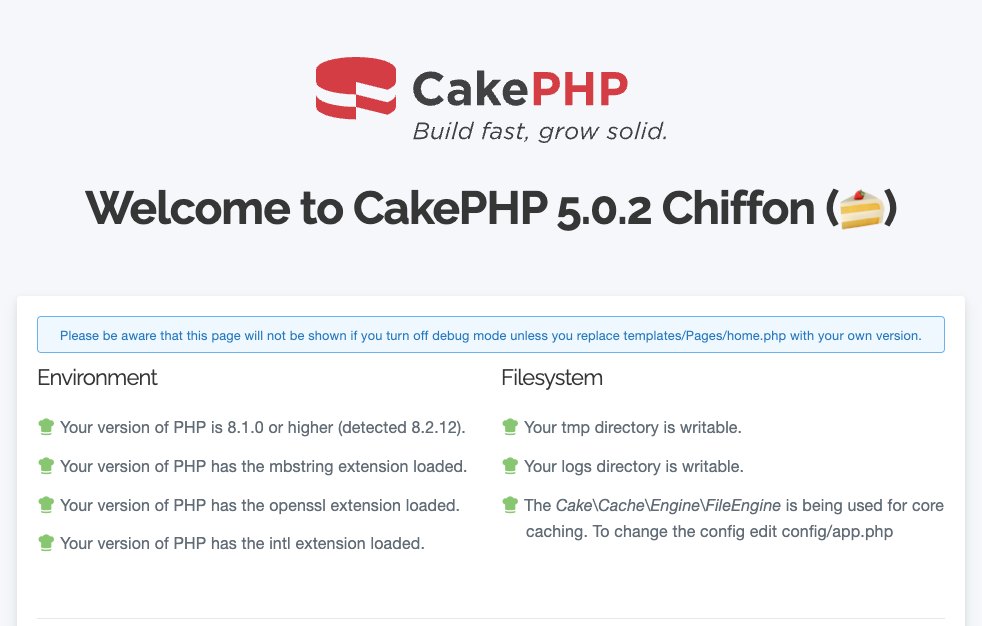 CakePHP
Build fast, grow solid.
Welcome to CakePHP 5.0.2 Chiffon (🍰)
Please be aware that this page will not be shown if you turn off debug mode unless you replace templates/Pages/home.php with your own version.
Environment
Your version of PHP is 8.1.0 or higher (detected 8.2.12).
Your version of PHP has the mbstring extension loaded.
Your version of PHP has the openssl extension loaded.
Your version of PHP has the intl extension loaded.
Filesystem
Your tmp directory is writable.
Your logs directory is writable.
The Cake\Cache\Engine\FileEngine is being used for core
caching. To change the config edit config/app.php